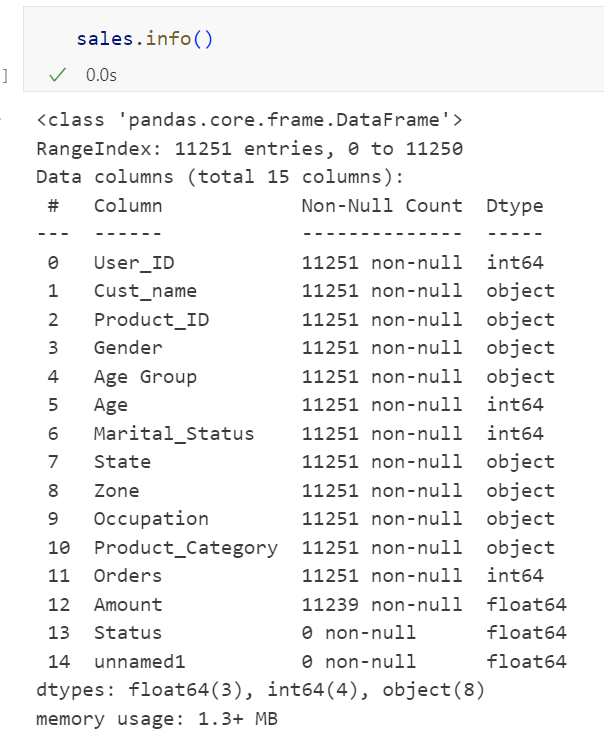 sales.info()
] ✓ 0.0s
<class 'pandas.core.frame.DataFrame'>
RangeIndex: 11251 entries, 0 to 11250
Data columns (total 15 columns):
 #   Column            Non-Null Count  Dtype
---  ------            --------------  -----
 0   User_ID           11251 non-null  int64
 1   Cust_name         11251 non-null  object
 2   Product_ID        11251 non-null  object
 3   Gender            11251 non-null  object
 4   Age Group         11251 non-null  object
 5   Age               11251 non-null  int64
 6   Marital_Status    11251 non-null  int64
 7   State             11251 non-null  object
 8   Zone              11251 non-null  object
 9   Occupation        11251 non-null  object
 10  Product_Category  11251 non-null  object
 11  Orders            11251 non-null  int64
 12  Amount            11239 non-null  float64
 13  Status            0 non-null      float64
 14  unnamed1          0 non-null      float64
dtypes: float64(3), int64(4), object(8)
memory usage: 1.3+ MB